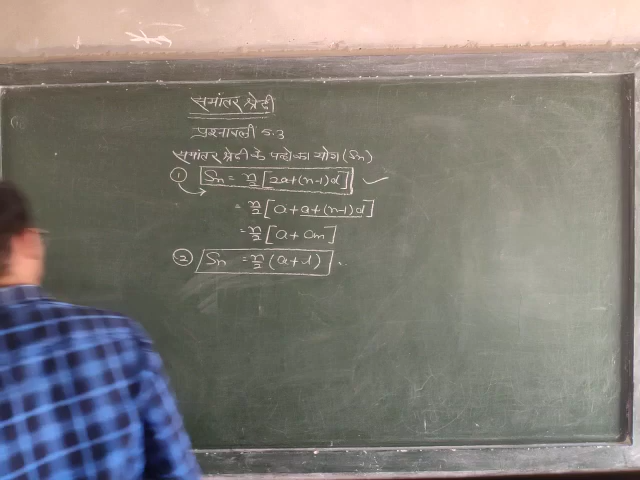 समांतर श्रेढ़ी
प्रश्नावली 5.3
समांतर श्रेढ़ी के पदों का योग (Sn)
① Sn = n/2 [2a+(n-1)d] ✓
= n/2 [a+a+(n-1)d]
= n/2 [a+an]
② Sn = n/2 (a+l)